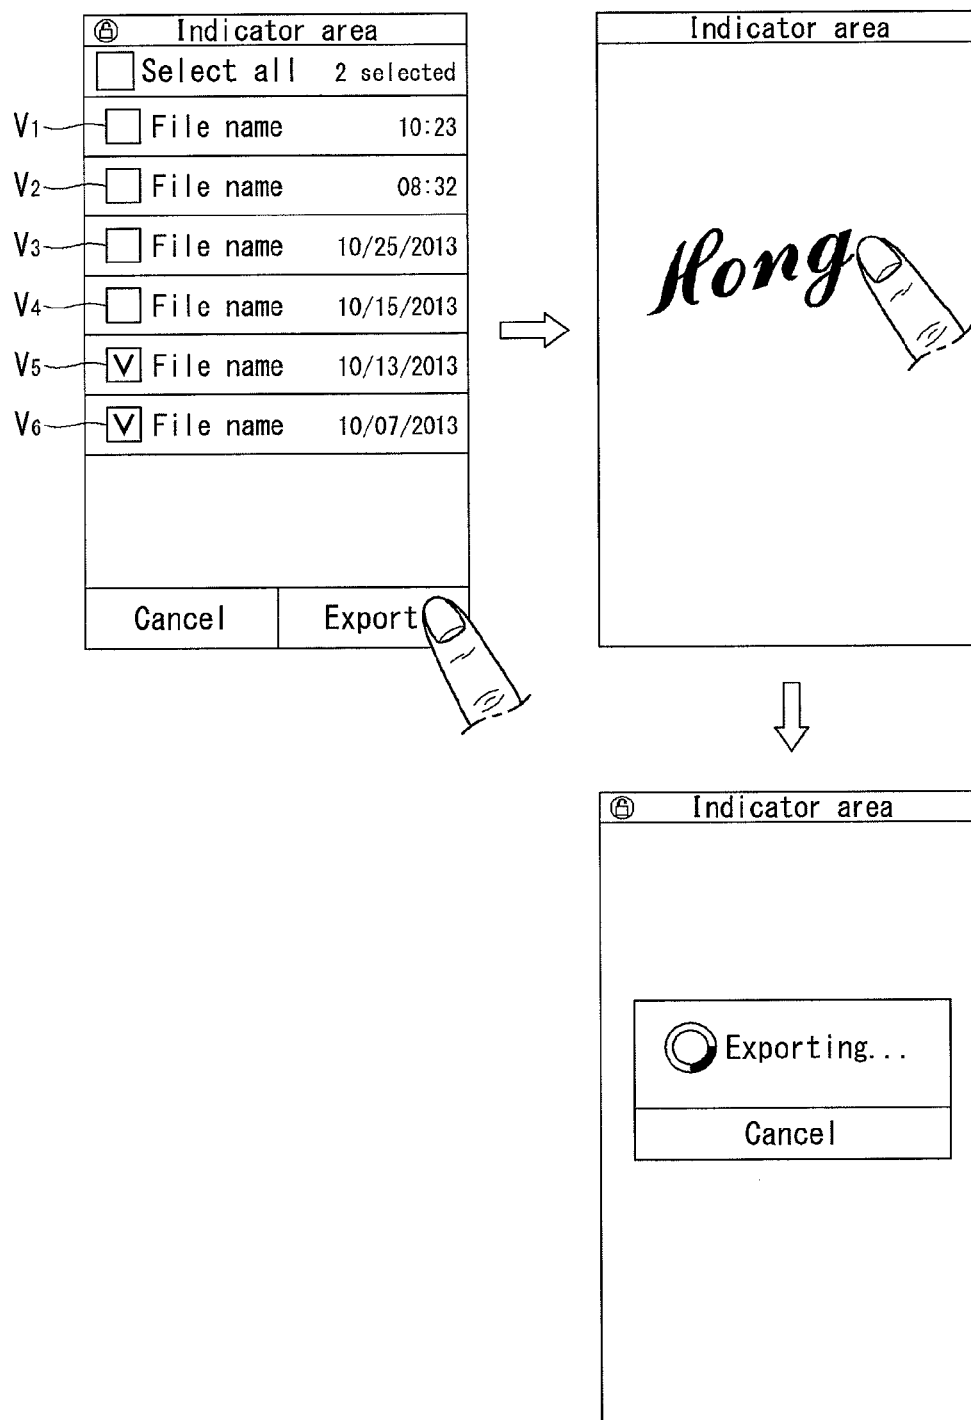 Indicator area
Select all 2 selected
V1 File name 10:23
V2 File name 08:32
V3 File name 10/25/2013
V4 File name 10/15/2013
V5 V File name 10/13/2013
V6 V File name 10/07/2013
Cancel Export
Indicator area
Hong
Indicator area
Exporting...
Cancel